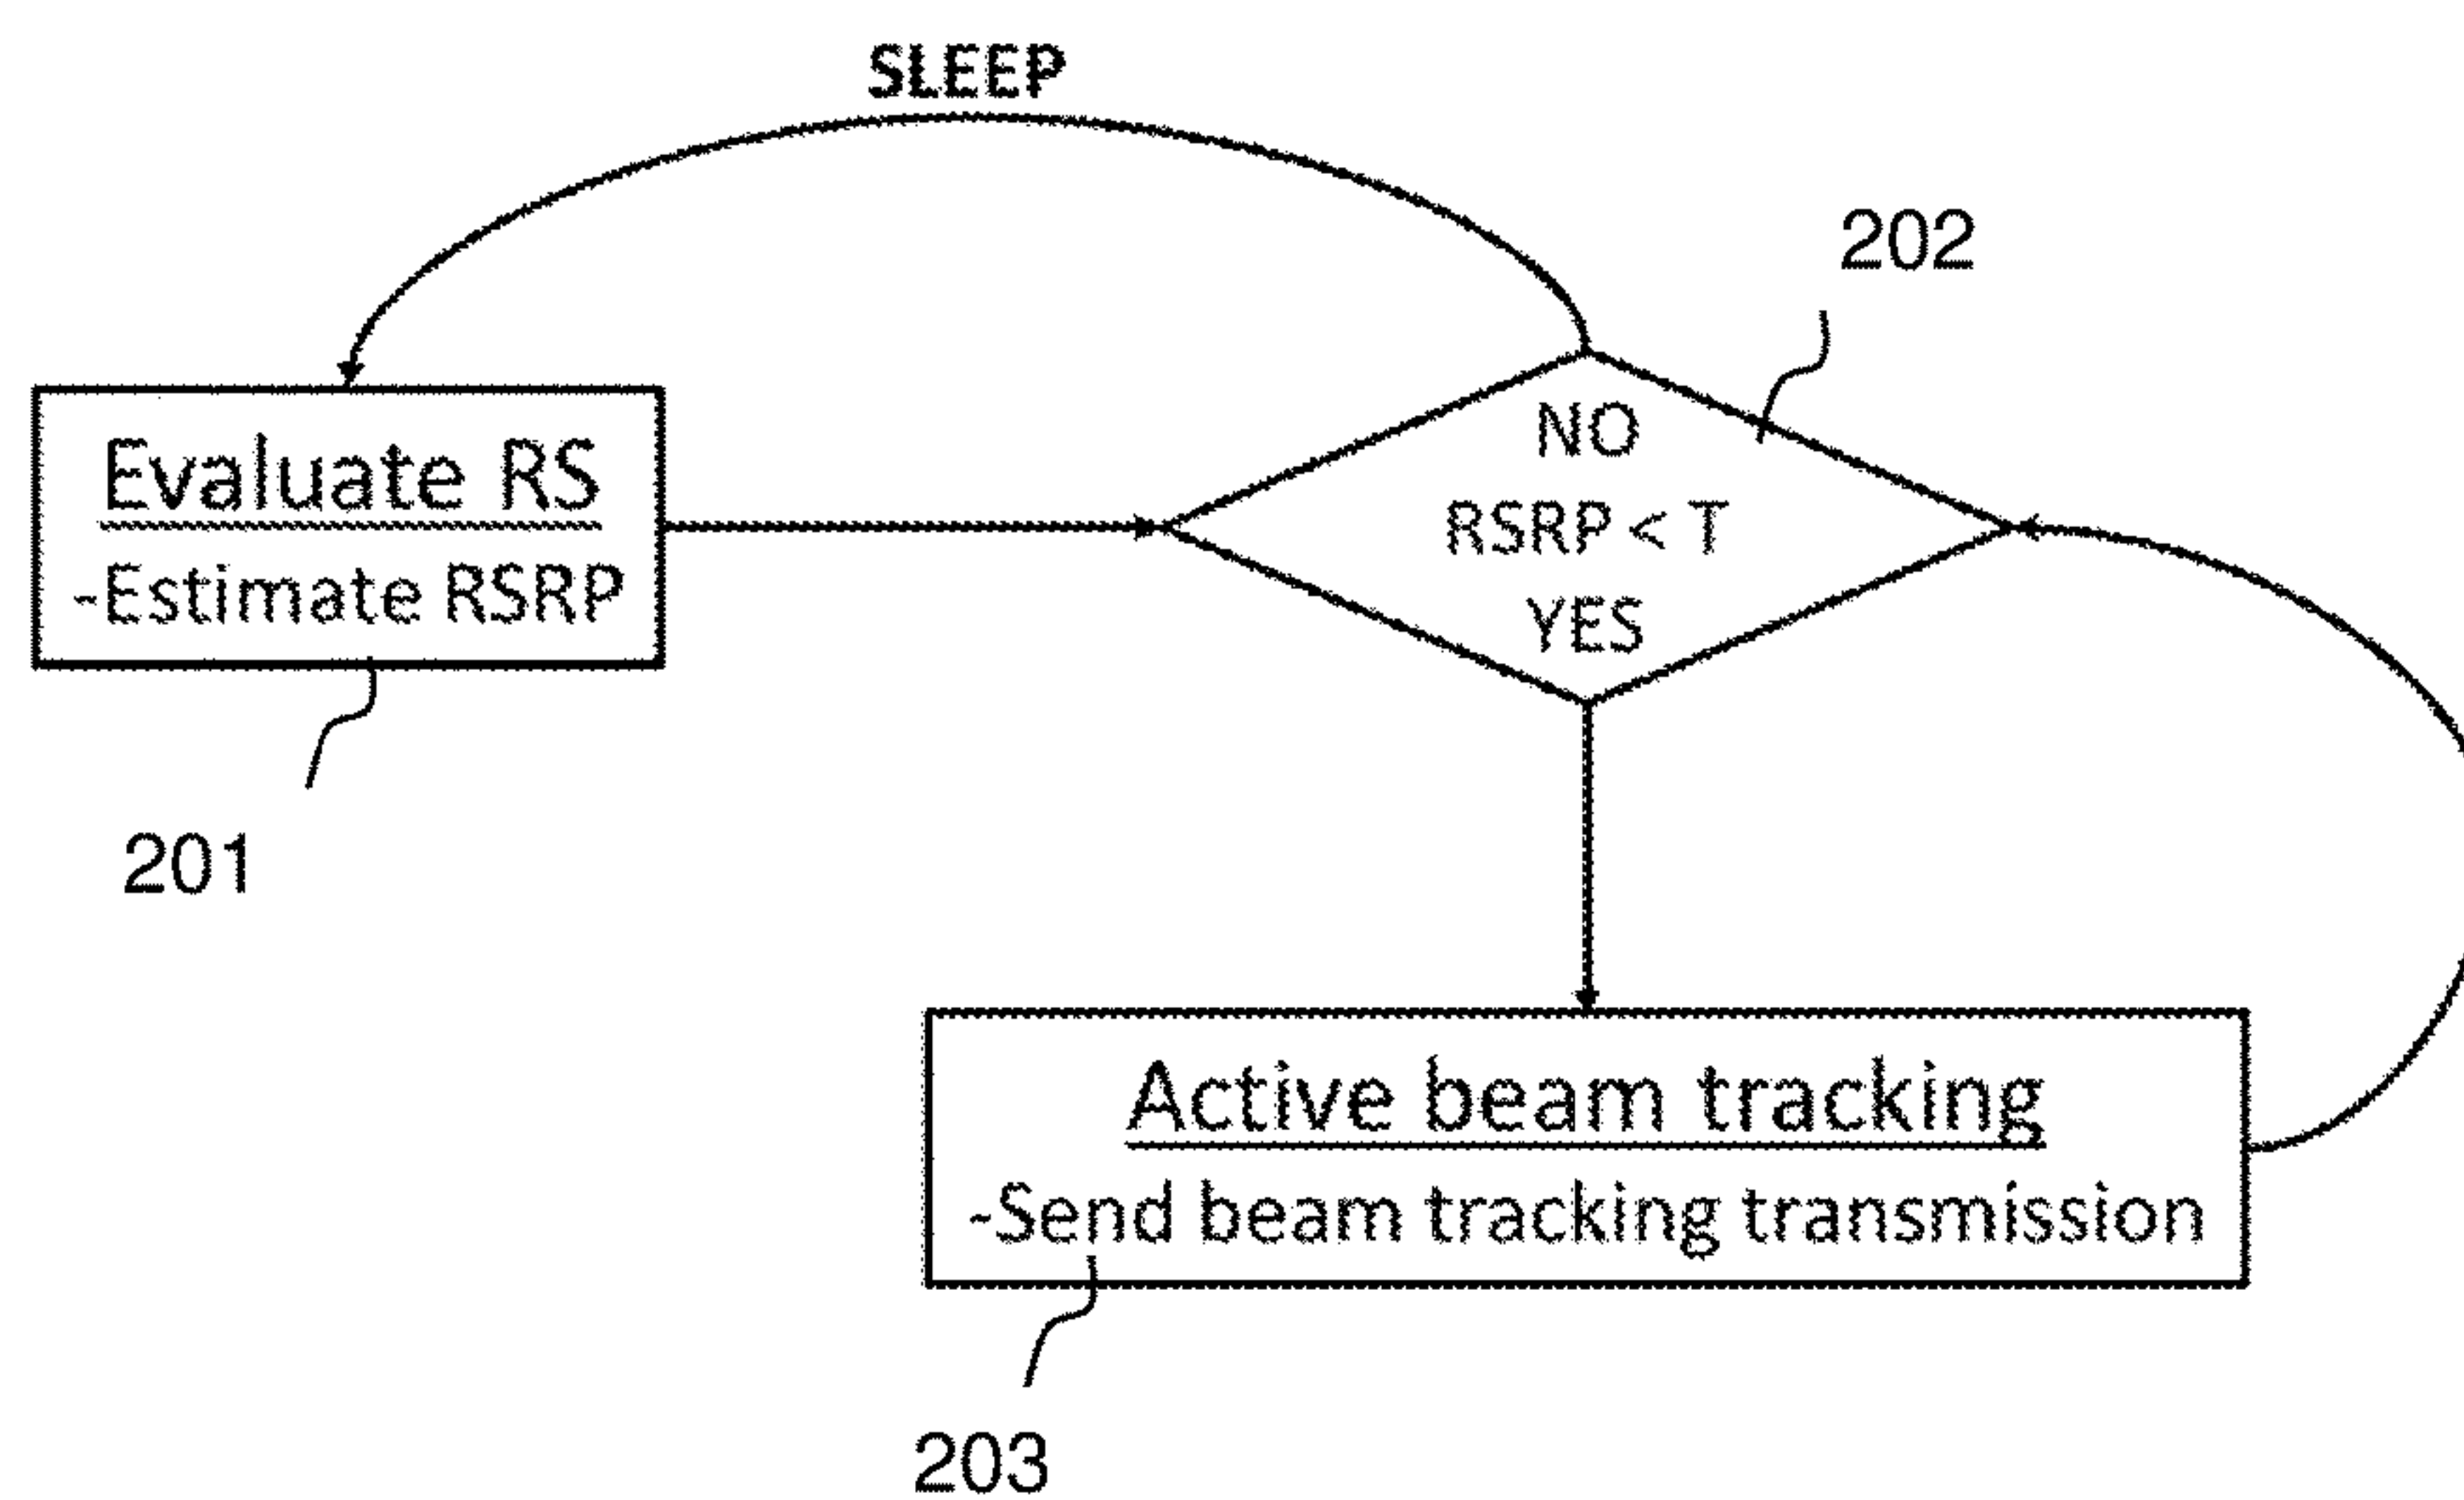 SLEEP
202
Evaluate RS
-Estimate RSRP
NO
RSRP < T
YES
201
Active beam tracking
-Send beam tracking transmission
203